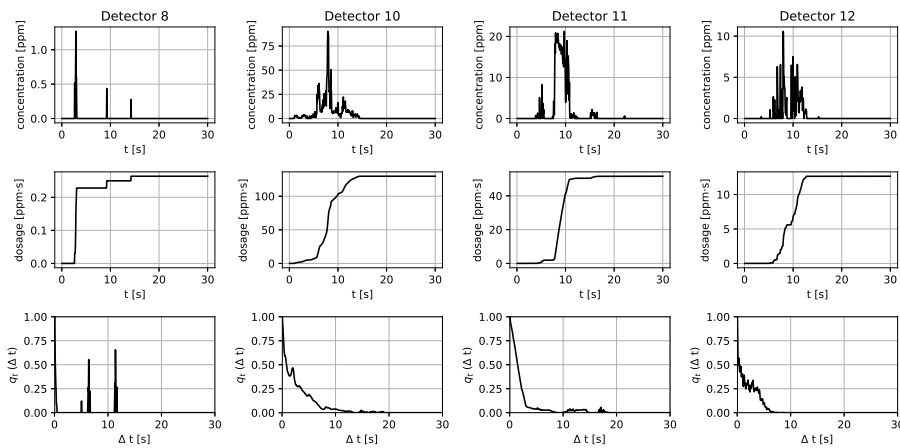 Detector 8
concentration [ppm]
1.0
0.5
0.0
0 10 20 30
t [s]
Detector 10
concentration [ppm]
75
50
25
0
0 10 20 30
t [s]
Detector 11
concentration [ppm]
20
10
0
0 10 20 30
t [s]
Detector 12
concentration [ppm]
10
5
0
0 10 20 30
t [s]
dosage [ppm·s]
0.2
0.1
0.0
0 10 20 30
t [s]
dosage [ppm·s]
100
50
0
0 10 20 30
t [s]
dosage [ppm·s]
40
20
0
0 10 20 30
t [s]
dosage [ppm·s]
10
5
0
0 10 20 30
t [s]
qt (Δ t)
1.00
0.75
0.50
0.25
0.00
0 10 20 30
Δ t [s]
qt (Δ t)
1.00
0.75
0.50
0.25
0.00
0 10 20 30
Δ t [s]
qt (Δ t)
1.00
0.75
0.50
0.25
0.00
0 10 20 30
Δ t [s]
qt (Δ t)
1.00
0.75
0.50
0.25
0.00
0 10 20 30
Δ t [s]